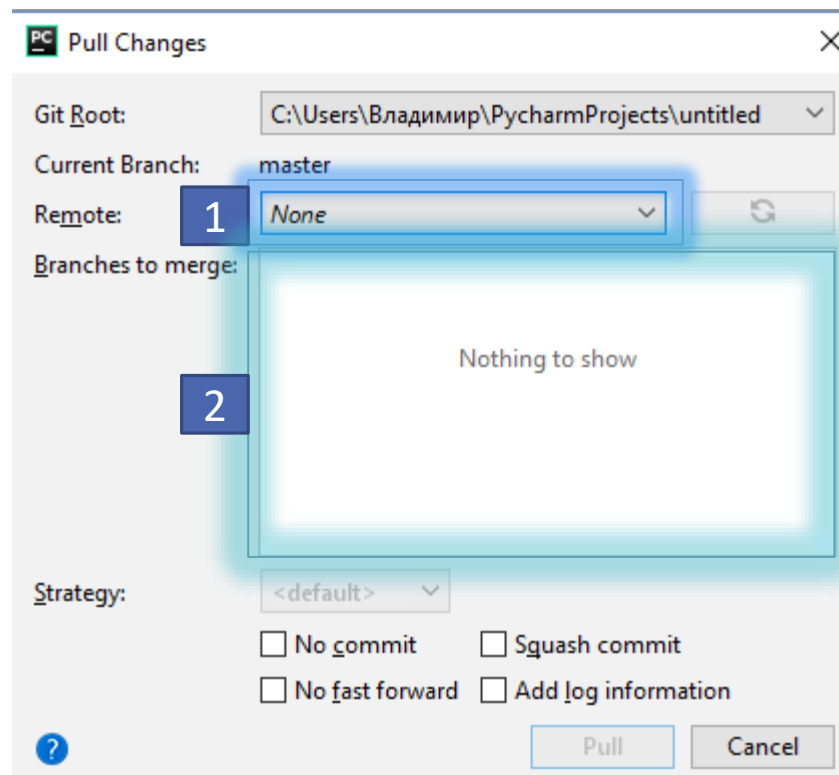 PC Pull Changes
Git Root: C:\Users\Владимир\PycharmProjects\untitled
Current Branch: master
Remote: 1 None
Branches to merge:
Nothing to show
2
Strategy: <default>
No commit Squash commit
No fast forward Add log information
? Pull Cancel